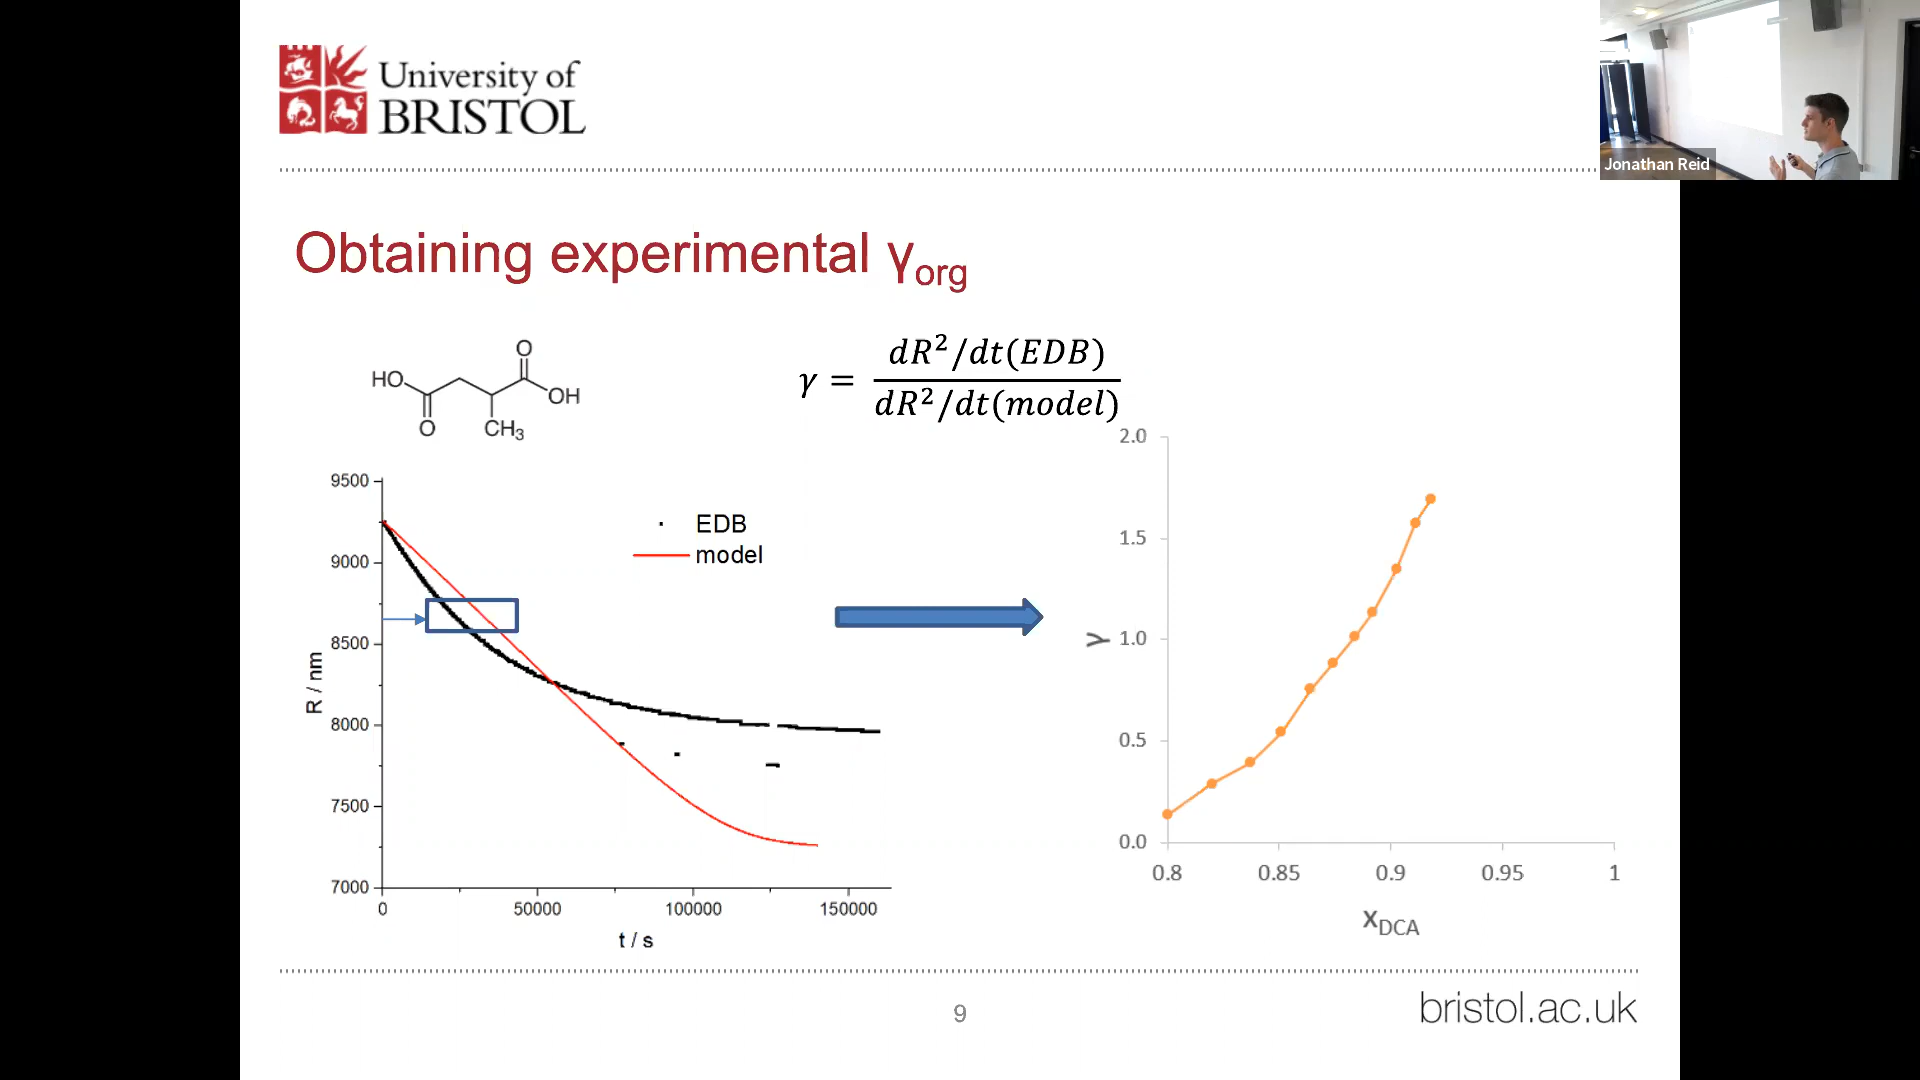 University of
BRISTOL
Jonathan Reid
Obtaining experimental γorg
O
HO
OH
O
CH3
γ = dR²/dt(EDB)
dR²/dt(model)
9500
9000
8500
8000
7500
7000
R / nm
0
50000
100000
150000
t / s
EDB
model
2.0
1.5
1.0
0.5
0.0
γ
0.8
0.85
0.9
0.95
1
xDCA
9
bristol.ac.uk